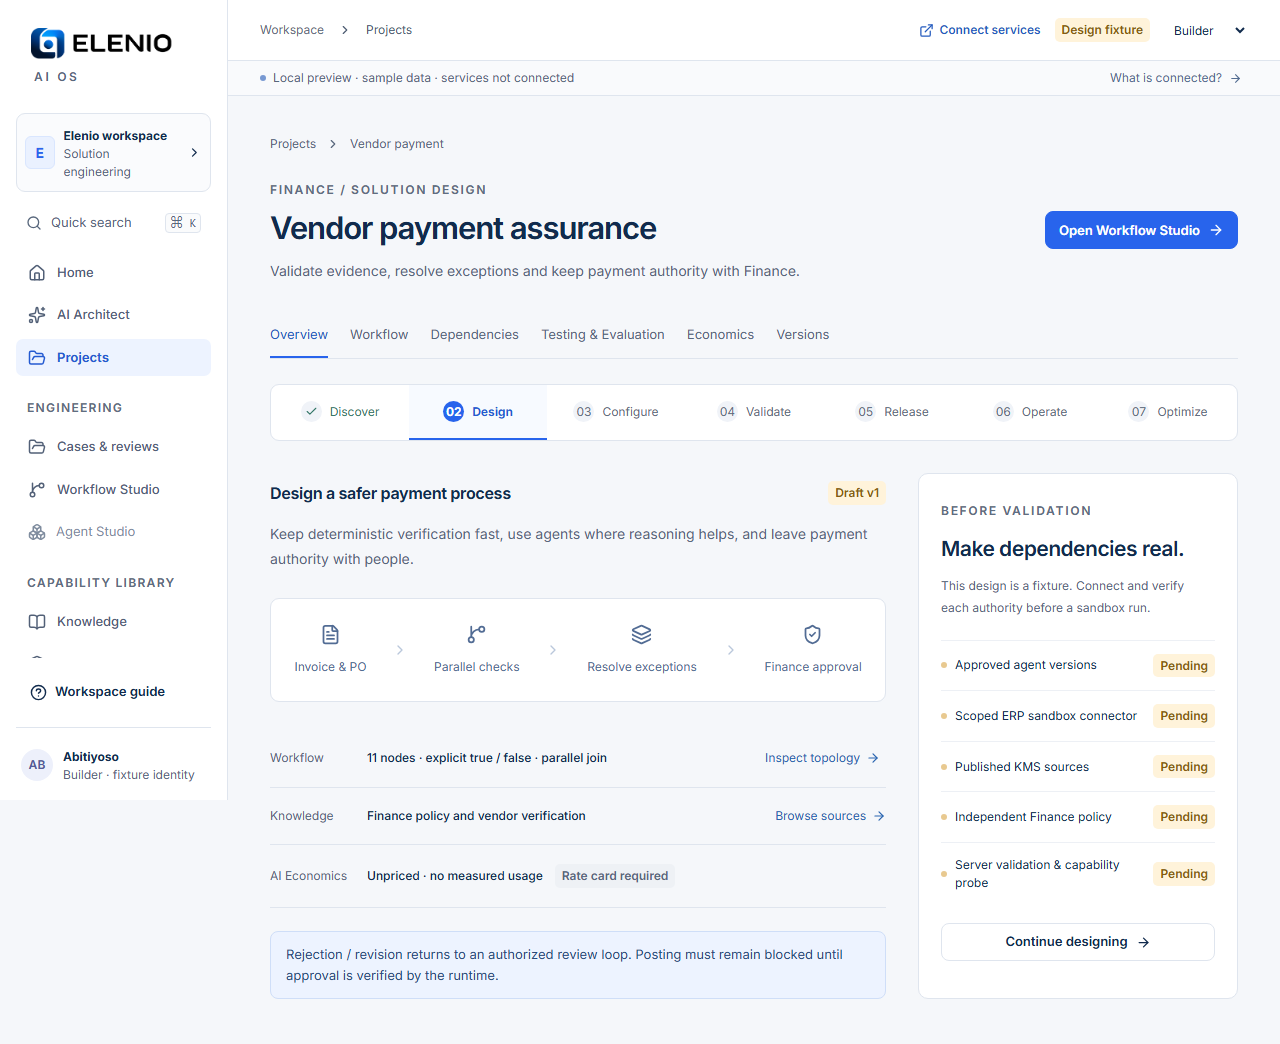 ELENIO
AI OS
E
Elenio workspace
Solution
engineering
Quick search
⌘ K
Home
AI Architect
Projects
ENGINEERING
Cases & reviews
Workflow Studio
Agent Studio
CAPABILITY LIBRARY
Knowledge
Workspace guide
AB
Abitiyoso
Builder · fixture identity
Workspace
Projects
Connect services
Design fixture
Builder
Local preview · sample data · services not connected
What is connected?
Projects
Vendor payment
FINANCE / SOLUTION DESIGN
Vendor payment assurance
Validate evidence, resolve exceptions and keep payment authority with Finance.
Open Workflow Studio
Overview
Workflow
Dependencies
Testing & Evaluation
Economics
Versions
Discover
02 Design
03 Configure
04 Validate
05 Release
06 Operate
07 Optimize
Design a safer payment process
Draft v1
Keep deterministic verification fast, use agents where reasoning helps, and leave payment
authority with people.
Invoice & PO
Parallel checks
Resolve exceptions
Finance approval
Workflow
11 nodes · explicit true / false · parallel join
Inspect topology
Knowledge
Finance policy and vendor verification
Browse sources
AI Economics
Unpriced · no measured usage
Rate card required
Rejection / revision returns to an authorized review loop. Posting must remain blocked until
approval is verified by the runtime.
BEFORE VALIDATION
Make dependencies real.
This design is a fixture. Connect and verify
each authority before a sandbox run.
Approved agent versions
Pending
Scoped ERP sandbox connector
Pending
Published KMS sources
Pending
Independent Finance policy
Pending
Server validation & capability
probe
Pending
Continue designing